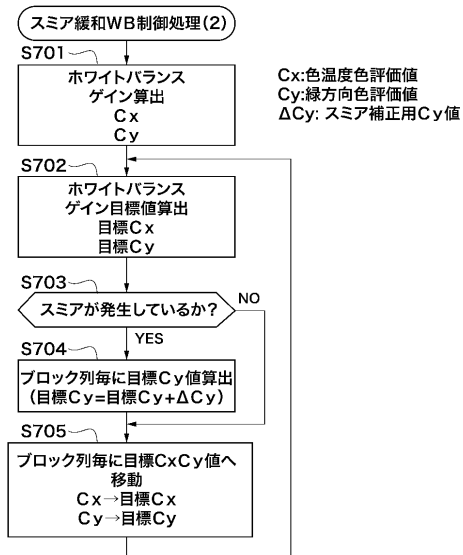 スミア緩和WB制御処理(2)
S701
ホワイトバランス
ゲイン算出
Cx
Cy
Cx:色温度色評価値
Cy:緑方向色評価値
ΔCy: スミア補正用Cy値
S702
ホワイトバランス
ゲイン目標値算出
目標Cx
目標Cy
S703
スミアが発生しているか?
NO
YES
S704
ブロック列毎に目標Cy値算出
(目標Cy=目標Cy+ΔCy)
S705
ブロック列毎に目標CxCy値へ
移動
Cx→目標Cx
Cy→目標Cy